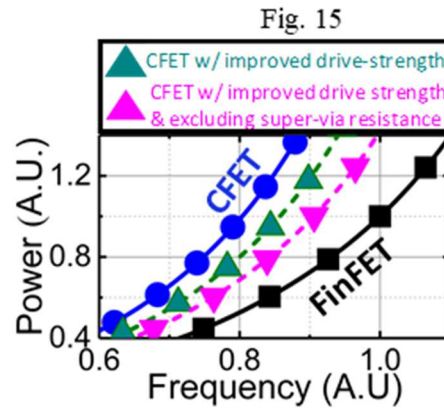 Fig. 15
CFET w/ improved drive-strength
CFET w/ improved drive strength
& excluding super-via resistance
CFET
FinFET
1.2
0.8
0.4
Power (A.U.)
0.6 0.8 1.0
Frequency (A.U)